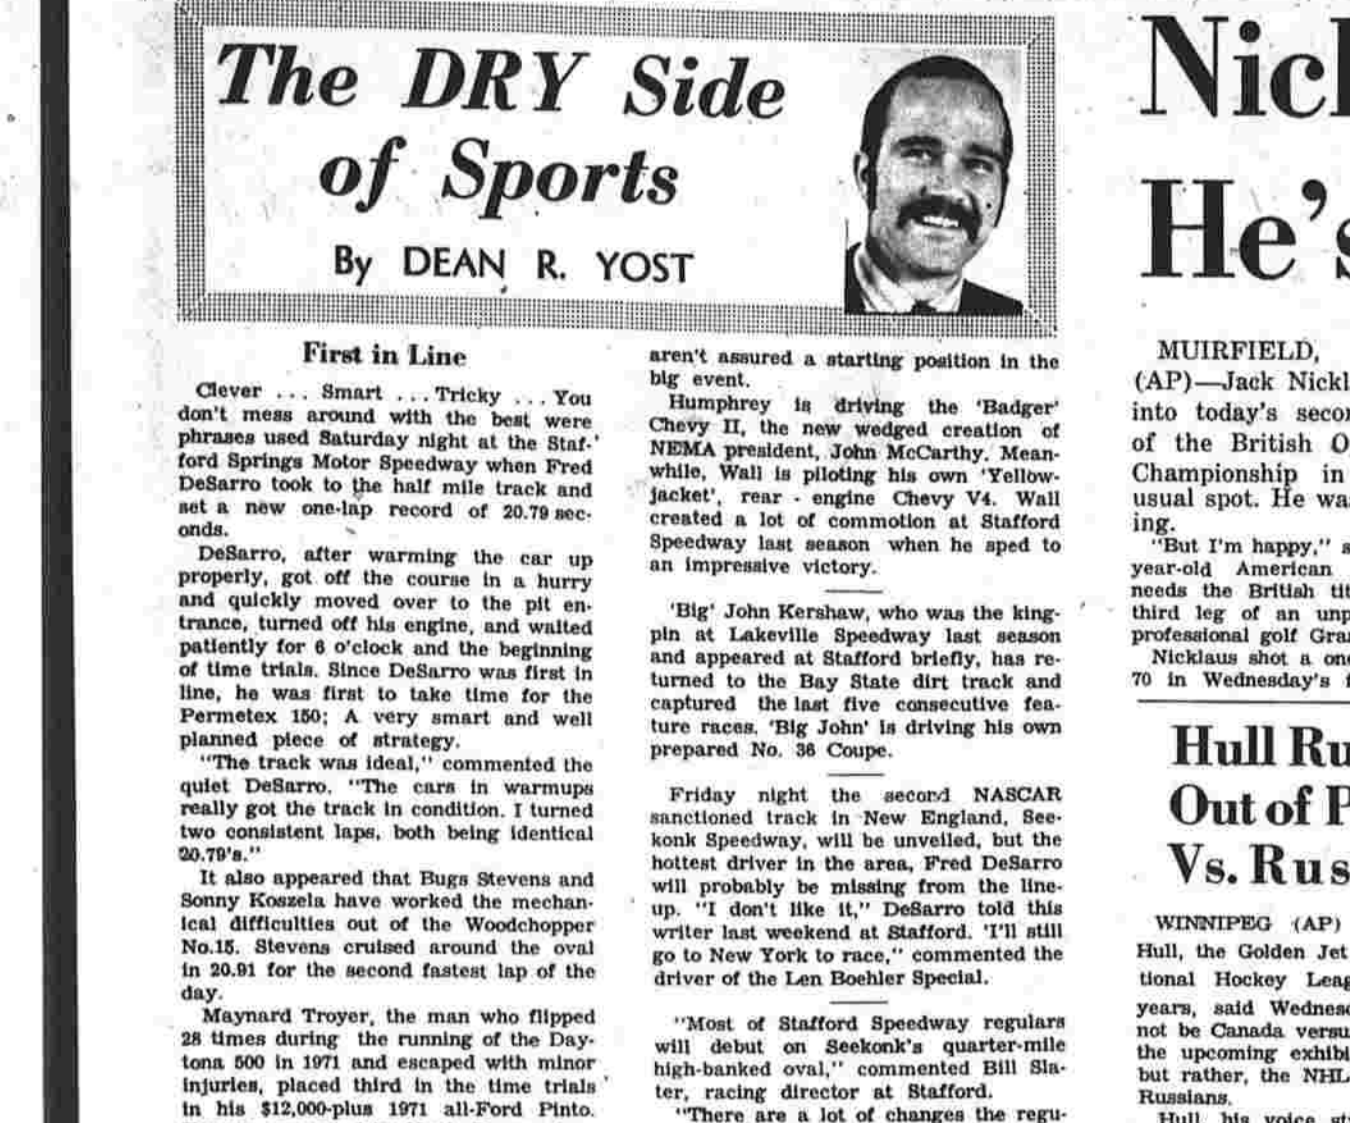 The DRY Side
of Sports
By DEAN R. YOST
First in Line
Clever ... Smart ... Tricky ... You
don't mess around with the best were
phrases used Saturday night at the Staf-
ford Springs Motor Speedway when Fred
DeSarro took to the half mile track and
set a new one-lap record of 20.79 sec-
onds.
DeSarro, after warming the car up
properly, got off the course in a hurry
and quickly moved over to the pit en-
trance, turned off his engine, and waited
patiently for 6 o'clock and the beginning
of time trials. Since DeSarro was first in
line, he was first to take time for the
Permetex 150; A very smart and well
planned piece of strategy.
"The track was ideal," commented the
quiet DeSarro. "The cars in warmups
really got the track in condition. I turned
two consistent laps, both being identical
20.79's."
It also appeared that Bugs Stevens and
Sonny Koszela have worked the mechan-
ical difficulties out of the Woodchopper
No.15. Stevens cruised around the oval
in 20.91 for the second fastest lap of the
day.
Maynard Troyer, the man who flipped
28 times during the running of the Day-
tona 500 in 1971 and escaped with minor
injuries, placed third in the time trials
in his $12,000-plus 1971 all-Ford Pinto.
aren't assured a starting position in the
big event.
Humphrey is driving the 'Badger'
Chevy II, the new wedged creation of
NEMA president, John McCarthy. Mean-
while, Wall is piloting his own 'Yellow-
jacket', rear - engine Chevy V4. Wall
created a lot of commotion at Stafford
Speedway last season when he sped to
an impressive victory.
'Big' John Kershaw, who was the king-
pin at Lakeville Speedway last season
and appeared at Stafford briefly, has re-
turned to the Bay State dirt track and
captured the last five consecutive fea-
ture races. 'Big John' is driving his own
prepared No. 36 Coupe.
Friday night the second NASCAR
sanctioned track in New England, See-
konk Speedway, will be unveiled, but the
hottest driver in the area, Fred DeSarro
will probably be missing from the line-
up. "I don't like it," DeSarro told this
writer last weekend at Stafford. 'I'll still
go to New York to race," commented the
driver of the Len Boehler Special.
"Most of Stafford Speedway regulars
will debut on Seekonk's quarter-mile
high-banked oval," commented Bill Sla-
ter, racing director at Stafford.
"There are a lot of changes the regu-
He's
MUIRFIELD,
(AP)—Jack Nickl
into today's secon
of the British O
Championship in
usual spot. He wa
ing.
"But I'm happy," s
year-old American
needs the British tit
third leg of an unp
professional golf Gra
Nicklaus shot a one
70 in Wednesday's f
Hull Ru
Out of P
Vs. Rus
WINNIPEG (AP)
Hull, the Golden Jet
tional Hockey Leag
years, said Wednesd
not be Canada versu
the upcoming exhibi
but rather, the NHL
Russians.
Hull, his voice st